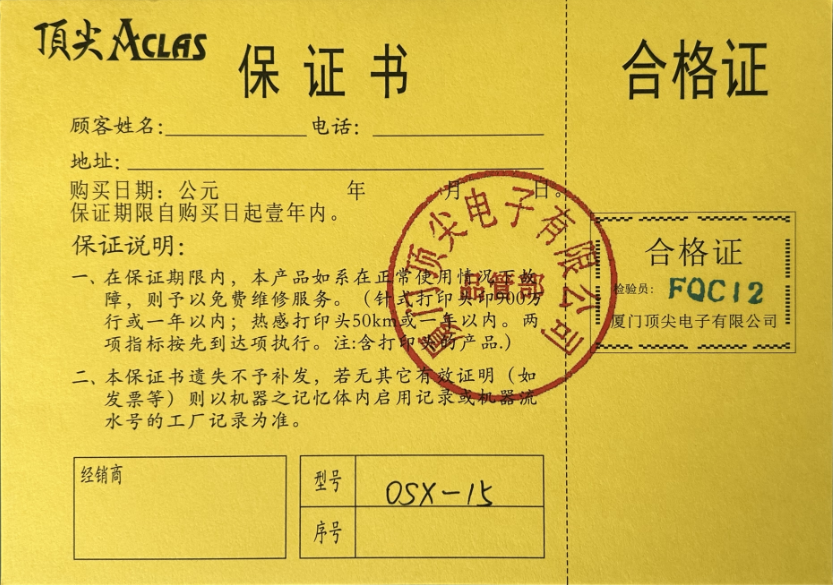 頂尖 ACLAS
保证书
顾客姓名: 电话:
地址:
购买日期: 公元 年 月 日。
保证期限自购买日起壹年内。
保证说明:
一、在保证期限内，本产品如系在正常使用情况下故
障，则予以免费维修服务。（针式打印头印900万
行或一年以内；热感打印头50km或一年以内。两
项指标按先到达项执行。注:含打印头的产品.）
二、本保证书遗失不予补发，若无其它有效证明（如
发票等）则以机器之记忆体内启用记录或机器流
水号的工厂记录为准。
经销商
型号 OSX-15
序号
厦门顶尖电子有限公司
品管部
合格证
合格证
检验员: FQC12
厦门顶尖电子有限公司